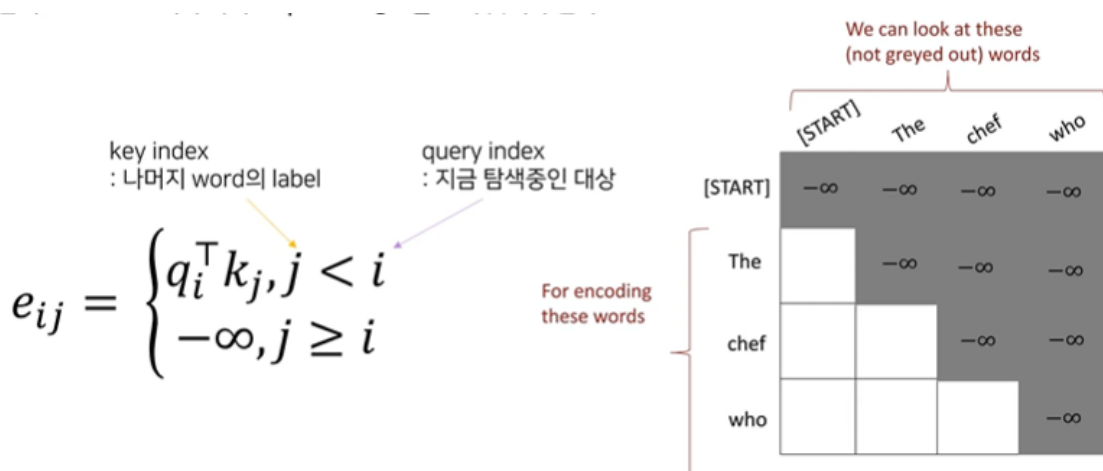 We can look at these
(not greyed out) words
key index
: 나머지 word의 label
query index
: 지금 탐색중인 대상
[START] The chef who
[START] −∞ −∞ −∞ −∞
The −∞ −∞ −∞
chef −∞ −∞
who −∞
For encoding
these words
e_{ij} = { q_i^⊤ k_j, j < i
−∞, j ≥ i